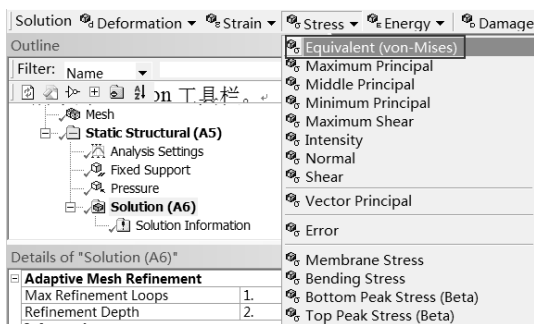 Solution Deformation Strain Stress Energy Damage
Outline
Filter: Name
on 工具栏。
Mesh
Static Structural (A5)
Analysis Settings
Fixed Support
Pressure
Solution (A6)
Solution Information
Details of "Solution (A6)"
Adaptive Mesh Refinement
Max Refinement Loops 1.
Refinement Depth 2.
Equivalent (von-Mises)
Maximum Principal
Middle Principal
Minimum Principal
Maximum Shear
Intensity
Normal
Shear
Vector Principal
Error
Membrane Stress
Bending Stress
Bottom Peak Stress (Beta)
Top Peak Stress (Beta)